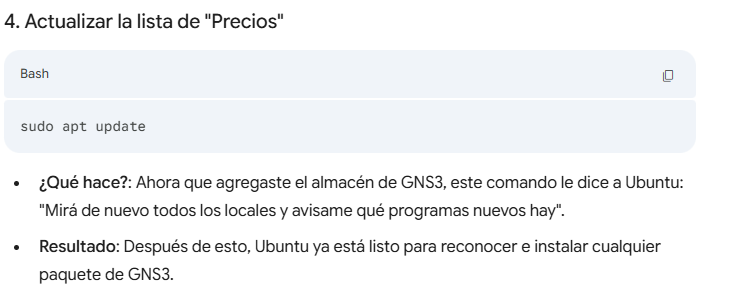 4. Actualizar la lista de "Precios"
Bash
sudo apt update
• ¿Qué hace?: Ahora que agregaste el almacén de GNS3, este comando le dice a Ubuntu:
"Mirá de nuevo todos los locales y avisame qué programas nuevos hay".
• Resultado: Después de esto, Ubuntu ya está listo para reconocer e instalar cualquier
paquete de GNS3.